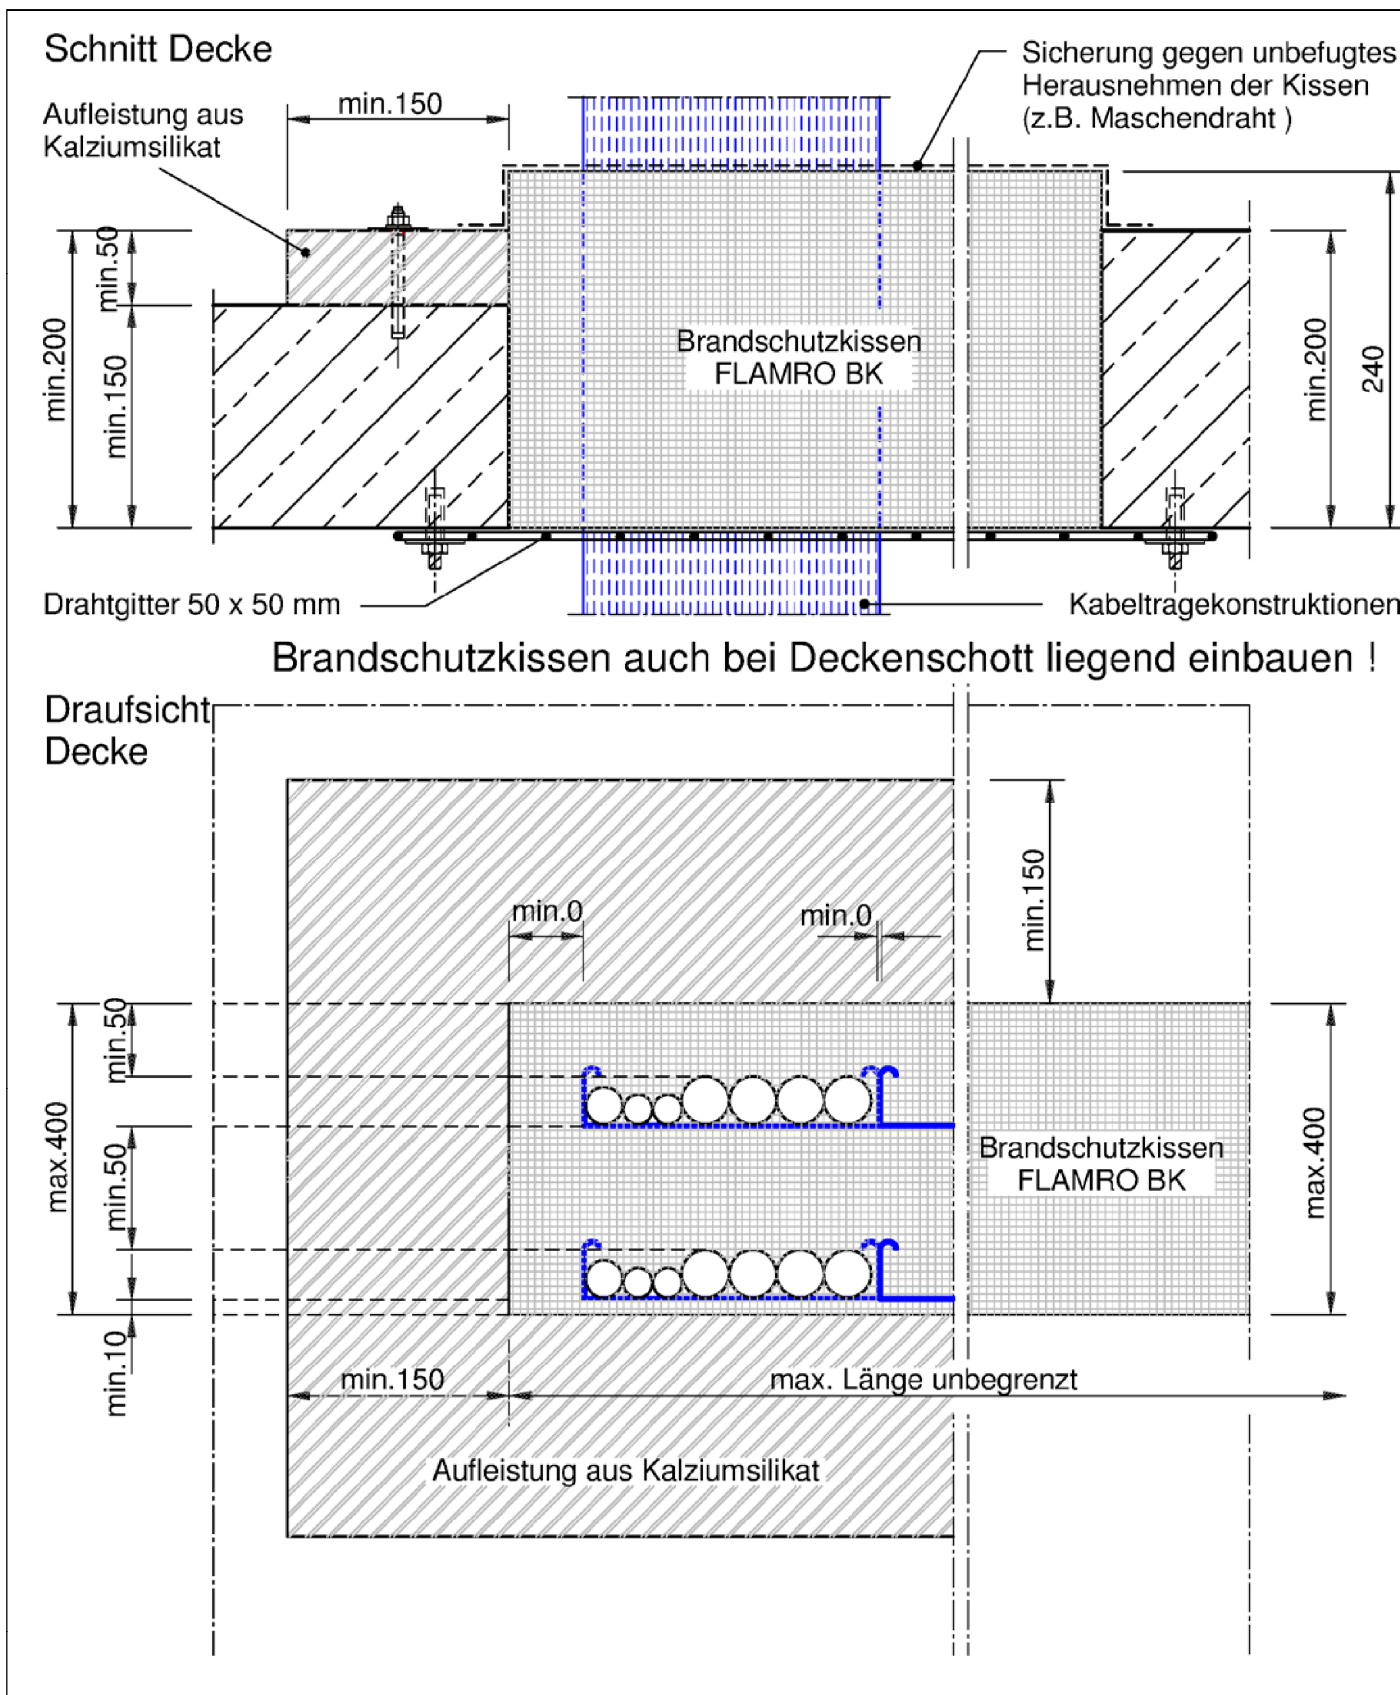 Schnitt Decke
Sicherung gegen unbefugtes
Herausnehmen der Kissen
(z.B. Maschendraht )
Aufleistung aus
Kalziumsilikat
min.150
min.50
min.200
min.150
Brandschutzkissen
FLAMRO BK
min.200
240
Drahtgitter 50 x 50 mm
Kabeltragekonstruktionen
Brandschutzkissen auch bei Deckenschott liegend einbauen !
Draufsicht
Decke
min.150
min.0
min.0
min.50
max.400
min.50
min.10
Brandschutzkissen
FLAMRO BK
max.400
min.150
max. Länge unbegrenzt
Aufleistung aus Kalziumsilikat